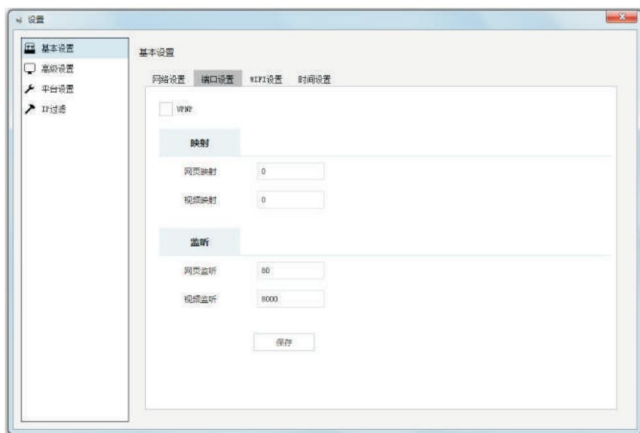 设置
基本设置
高级设置
平台设置
IP过滤
基本设置
网络设置 端口设置 WIFI设置 时间设置
UPNP
映射
网页映射 0
视频映射 0
监听
网页监听 80
视频监听 8000
保存